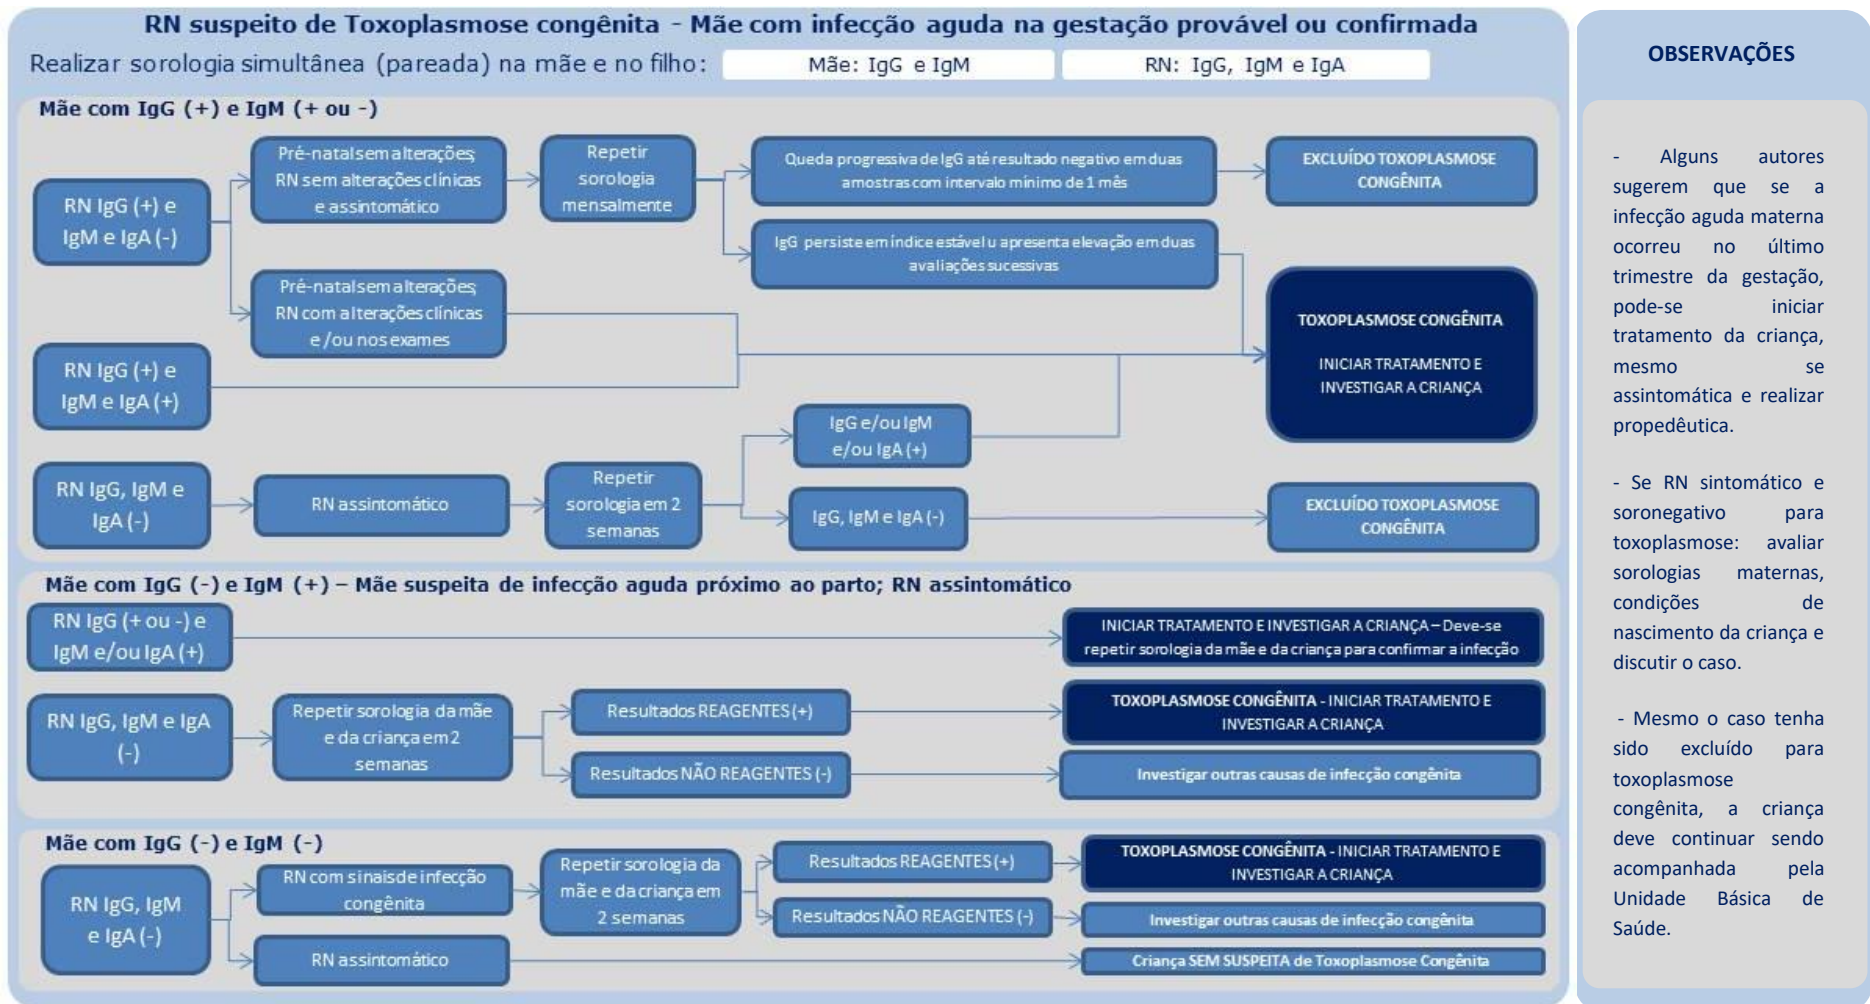 RN suspeito de Toxoplasmose congênita - Mãe com infecção aguda na gestação provável ou confirmada
Realizar sorologia simultânea (pareada) na mãe e no filho:
Mãe: IgG e IgM
RN: IgG, IgM e IgA
Mãe com IgG (+) e IgM (+ ou -)
RN IgG (+) e
IgM e IgA (-)
Pré-natal sem alterações;
RN sem alterações clínicas
e assintomático
Repetir
sorologia
mensalmente
Queda progressiva de IgG até resultado negativo em duas
amostras com intervalo mínimo de 1 mês
EXCLUÍDO TOXOPLASMOSE
CONGÊNITA
IgG persiste em índice estável u apresenta elevação em duas
avaliações sucessivas
Pré-natal sem alterações;
RN com alterações clínicas
e /ou nos exames
TOXOPLASMOSE CONGÊNITA
INICIAR TRATAMENTO E
INVESTIGAR A CRIANÇA
RN IgG (+) e
IgM e IgA (+)
RN IgG, IgM e
IgA (-)
RN assintomático
Repetir
sorologia em 2
semanas
IgG e/ou IgM
e/ou IgA (+)
IgG, IgM e IgA (-)
EXCLUÍDO TOXOPLASMOSE
CONGÊNITA
Mãe com IgG (-) e IgM (+) – Mãe suspeita de infecção aguda próximo ao parto; RN assintomático
RN IgG (+ ou -) e
IgM e/ou IgA (+)
INICIAR TRATAMENTO E INVESTIGAR A CRIANÇA – Deve-se
repetir sorologia da mãe e da criança para confirmar a infecção
RN IgG, IgM e IgA
(-)
Repetir sorologia da mãe
e da criança em 2
semanas
Resultados REAGENTES (+)
TOXOPLASMOSE CONGÊNITA - INICIAR TRATAMENTO E
INVESTIGAR A CRIANÇA
Resultados NÃO REAGENTES (-)
Investigar outras causas de infecção congênita
Mãe com IgG (-) e IgM (-)
RN IgG, IgM
e IgA (-)
RN com sinais de infecção
congênita
Repetir sorologia da
mãe e da criança em
2 semanas
Resultados REAGENTES (+)
TOXOPLASMOSE CONGÊNITA - INICIAR TRATAMENTO E
INVESTIGAR A CRIANÇA
Resultados NÃO REAGENTES (-)
Investigar outras causas de infecção congênita
RN assintomático
Criança SEM SUSPEITA de Toxoplasmose Congênita
OBSERVAÇÕES
- Alguns autores
sugerem que se a
infecção aguda materna
ocorreu no último
trimestre da gestação,
pode-se iniciar
tratamento da criança,
mesmo se
assintomática e realizar
propedêutica.
- Se RN sintomático e
soronegativo para
toxoplasmose: avaliar
sorologias maternas,
condições de
nascimento da criança e
discutir o caso.
- Mesmo o caso tenha
sido excluído para
toxoplasmose
congênita, a criança
deve continuar sendo
acompanhada pela
Unidade Básica de
Saúde.